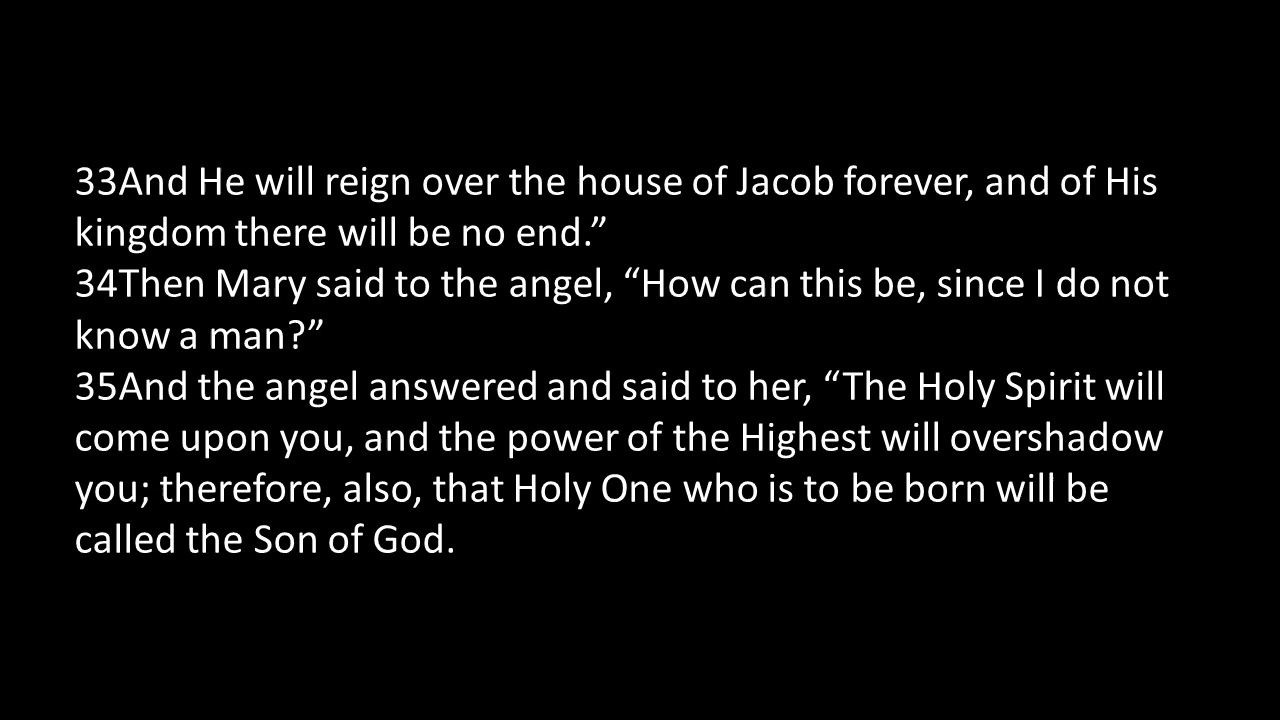 33And He will reign over the house of Jacob forever, and of His
kingdom there will be no end.”
34Then Mary said to the angel, “How can this be, since I do not
know a man?”
35And the angel answered and said to her, “The Holy Spirit will
come upon you, and the power of the Highest will overshadow
you; therefore, also, that Holy One who is to be born will be
called the Son of God.